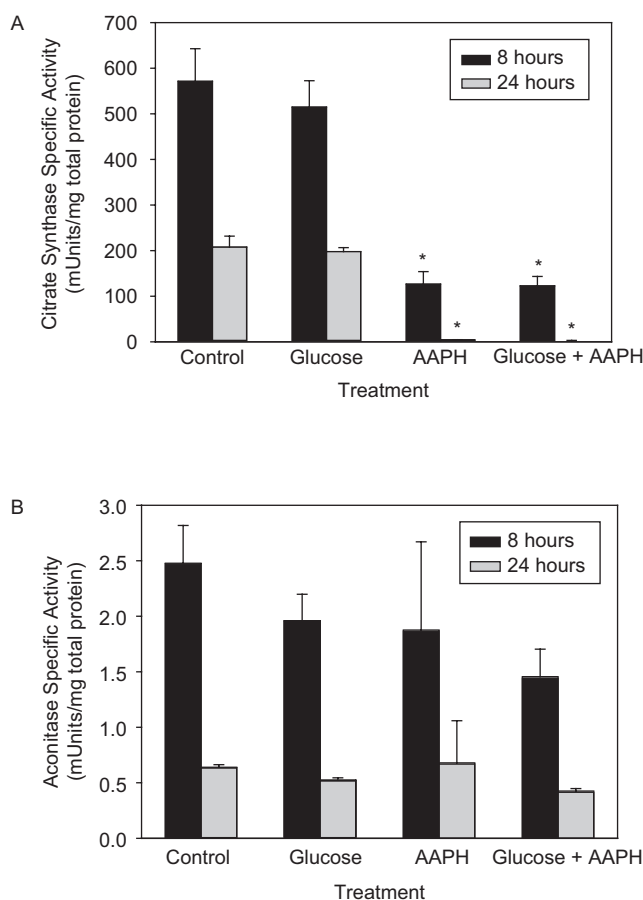 A
Citrate Synthase Specific Activity
(mUnits/mg total protein)
700
600
500
400
300
200
100
0
8 hours
24 hours
*
*
*
*
Control
Glucose
AAPH
Glucose + AAPH
Treatment
B
Aconitase Specific Activity
(mUnits/mg total protein)
3.0
2.5
2.0
1.5
1.0
0.5
0.0
8 hours
24 hours
Control
Glucose
AAPH
Glucose + AAPH
Treatment